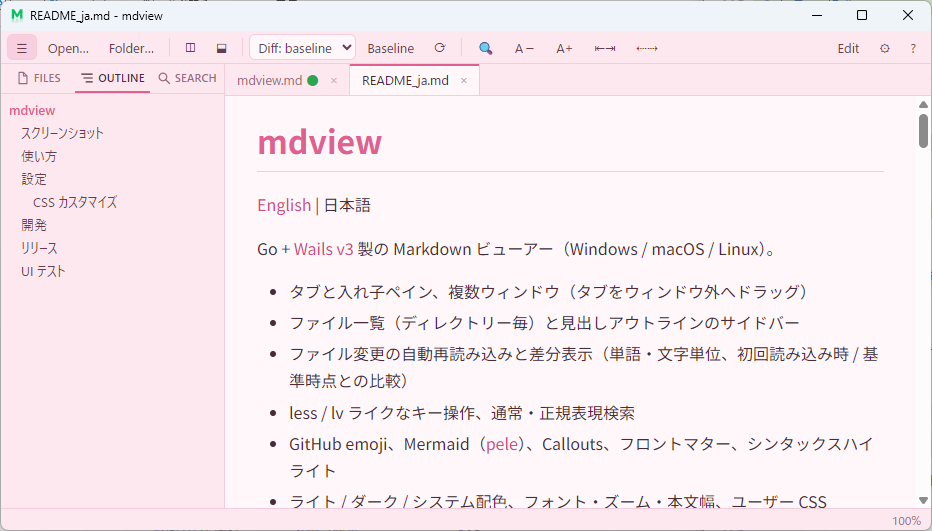 README_ja.md - mdview
Open... Folder... Diff: baseline Baseline A− A+ Edit ?
FILES OUTLINE SEARCH
mdview.md × README_ja.md ×
mdview
スクリーンショット
使い方
設定
CSS カスタマイズ
開発
リリース
UI テスト
mdview
English | 日本語
Go + Wails v3 製の Markdown ビューアー（Windows / macOS / Linux）。
• タブと入れ子ペイン、複数ウィンドウ（タブをウィンドウ外へドラッグ）
• ファイル一覧（ディレクトリー毎）と見出しアウトラインのサイドバー
• ファイル変更の自動再読み込みと差分表示（単語・文字単位、初回読み込み時 / 基
準時点との比較）
• less / lv ライクなキー操作、通常・正規表現検索
• GitHub emoji、Mermaid（pele）、Callouts、フロントマター、シンタックスハイ
ライト
• ライト / ダーク / システム配色、フォント・ズーム・本文幅、ユーザー CSS
100%